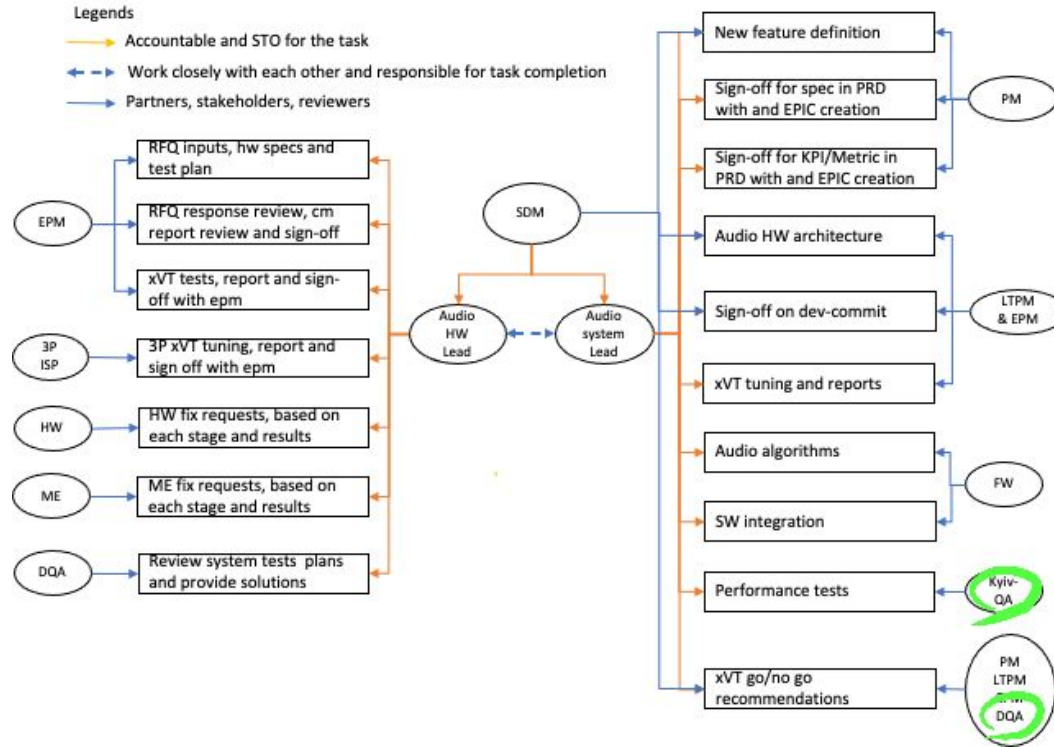 Legends
Accountable and STO for the task
Work closely with each other and responsible for task completion
Partners, stakeholders, reviewers
EPM
RFQ inputs, hw specs and
test plan
RFQ response review, cm
report review and sign-off
xVT tests, report and sign-
off with epm
3P
ISP
3P xVT tuning, report and
sign off with epm
HW
HW fix requests, based on
each stage and results
ME
ME fix requests, based on
each stage and results
DQA
Review system tests plans
and provide solutions
SDM
Audio
HW
Lead
Audio
system
Lead
New feature definition
Sign-off for spec in PRD
with and EPIC creation
Sign-off for KPI/Metric in
PRD with and EPIC creation
PM
Audio HW architecture
Sign-off on dev-commit
xVT tuning and reports
LTPM
& EPM
Audio algorithms
SW integration
FW
Performance tests
Kyiv-
QA
xVT go/no go
recommendations
PM
LTPM
DQA